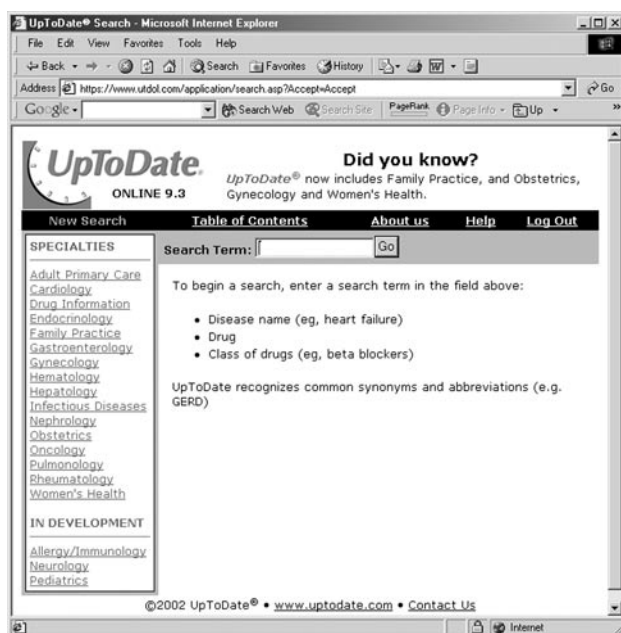 UpToDate® Search - Microsoft Internet Explorer
File Edit View Favorites Tools Help
Back Search Favorites History
Address https://www.utdol.com/application/search.asp?Accept=Accept Go
Google Search Web Search Site PageRank Page Info Up »
UpToDate®
ONLINE 9.3
Did you know?
UpToDate® now includes Family Practice, and Obstetrics,
Gynecology and Women's Health.
New Search Table of Contents About us Help Log Out
SPECIALTIES
Adult Primary Care
Cardiology
Drug Information
Endocrinology
Family Practice
Gastroenterology
Gynecology
Hematology
Hepatology
Infectious Diseases
Nephrology
Obstetrics
Oncology
Pulmonology
Rheumatology
Women's Health
IN DEVELOPMENT
Allergy/Immunology
Neurology
Pediatrics
Search Term: Go
To begin a search, enter a search term in the field above:
• Disease name (eg, heart failure)
• Drug
• Class of drugs (eg, beta blockers)
UpToDate recognizes common synonyms and abbreviations (e.g.
GERD)
©2002 UpToDate® • www.uptodate.com • Contact Us
Internet